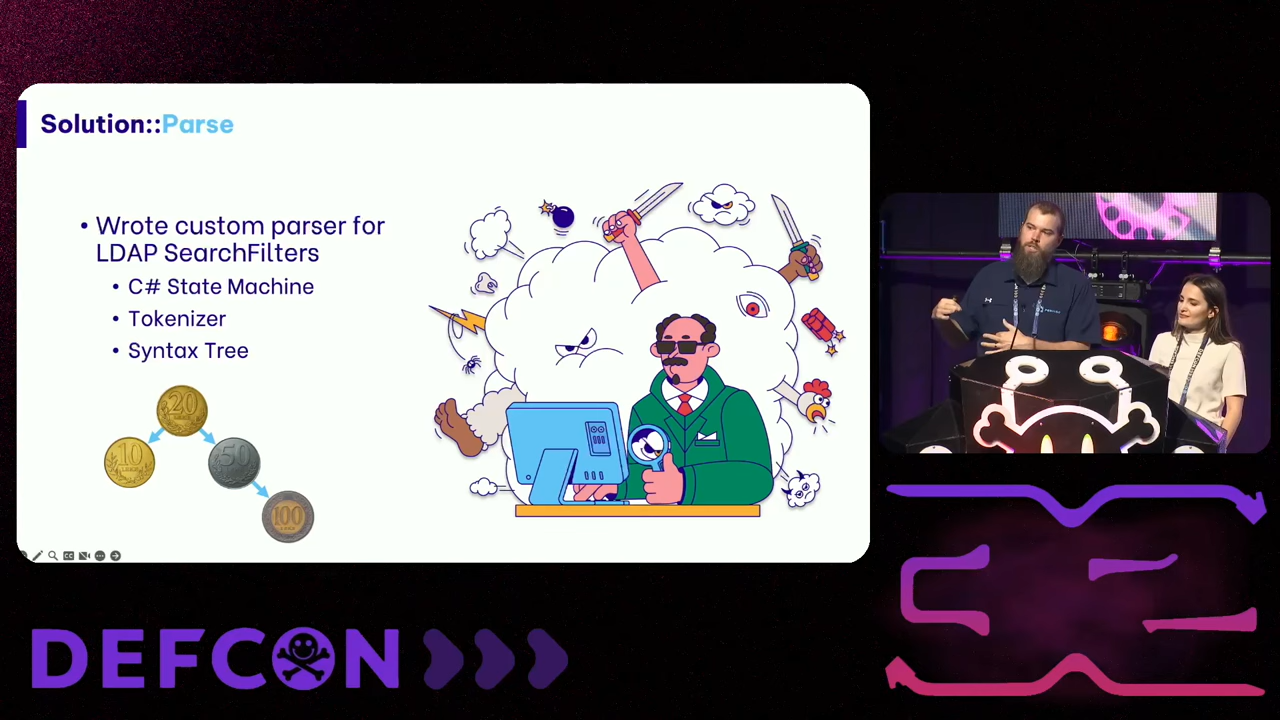 Solution::Parse
• Wrote custom parser for
LDAP SearchFilters
• C# State Machine
• Tokenizer
• Syntax Tree
20
10
50
100
DEFCON